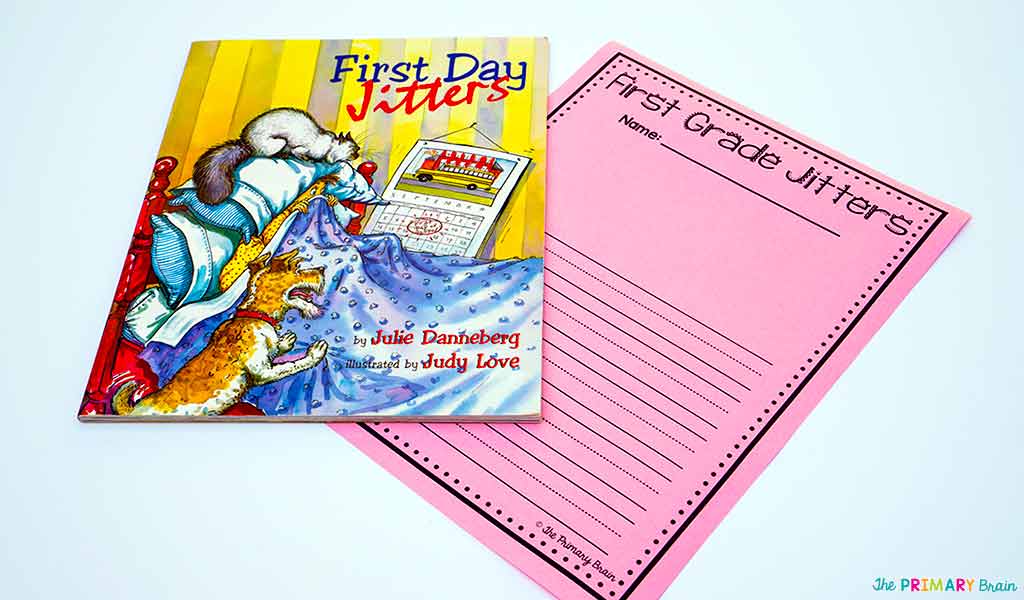 First Day
Jitters
by Julie Danneberg
illustrated by Judy Love
First Grade Jitters
Name:
© The Primary Brain
The PRIMARY Brain